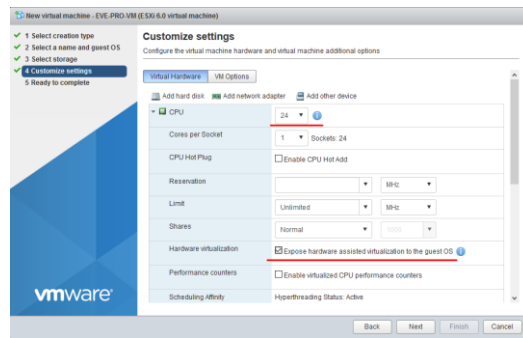 New virtual machine - EVE-PRO-VM (ESXi 6.0 virtual machine)
1 Select creation type
2 Select a name and guest OS
3 Select storage
4 Customize settings
5 Ready to complete
Customize settings
Configure the virtual machine hardware and virtual machine additional options
Virtual Hardware VM Options
Add hard disk Add network adapter Add other device
CPU 24
Cores per Socket 1 Sockets: 24
CPU Hot Plug Enable CPU Hot Add
Reservation MHz
Limit Unlimited MHz
Shares Normal 1000
Hardware virtualization Expose hardware assisted virtualization to the guest OS
Performance counters Enable virtualized CPU performance counters
Scheduling Affinity Hyperthreading Status: Active
vmware
Back Next Finish Cancel